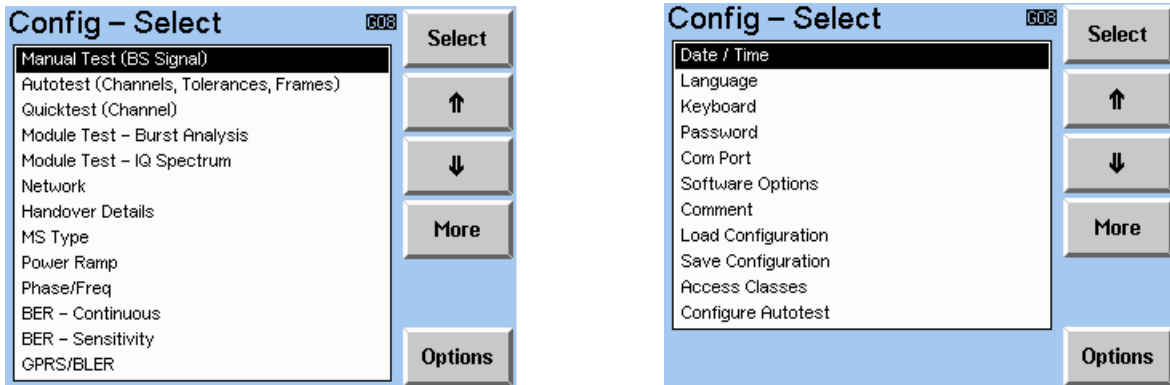 Config – Select
G08
Manual Test (BS Signal)
Autotest (Channels, Tolerances, Frames)
Quicktest (Channel)
Module Test – Burst Analysis
Module Test – IQ Spectrum
Network
Handover Details
MS Type
Power Ramp
Phase/Freq
BER – Continuous
BER – Sensitivity
GPRS/BLER
Select
⇑
⇓
More
Options
Config – Select
G08
Date / Time
Language
Keyboard
Password
Com Port
Software Options
Comment
Load Configuration
Save Configuration
Access Classes
Configure Autotest
Select
⇑
⇓
More
Options